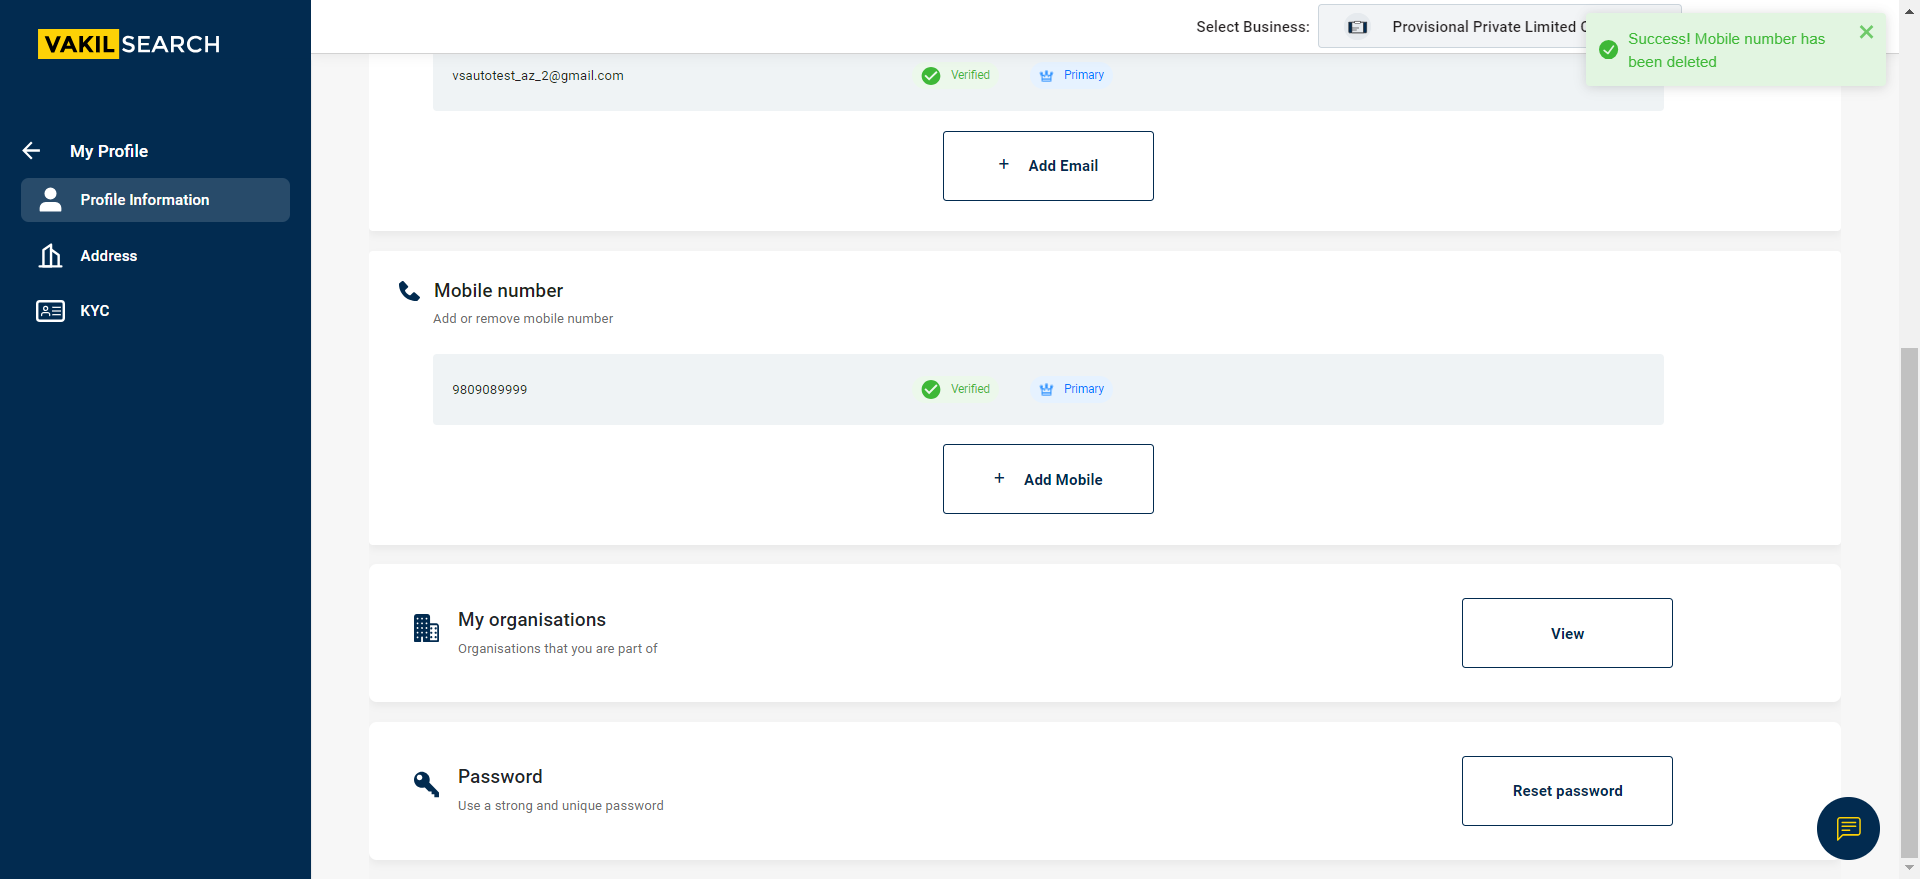 VAKILSEARCH
Select Business:
Provisional Private Limited
Success! Mobile number has
been deleted
My Profile
Profile Information
Address
KYC
vsautotest_az_2@gmail.com
Verified
Primary
+ Add Email
Mobile number
Add or remove mobile number
9809089999
Verified
Primary
+ Add Mobile
My organisations
Organisations that you are part of
View
Password
Use a strong and unique password
Reset password